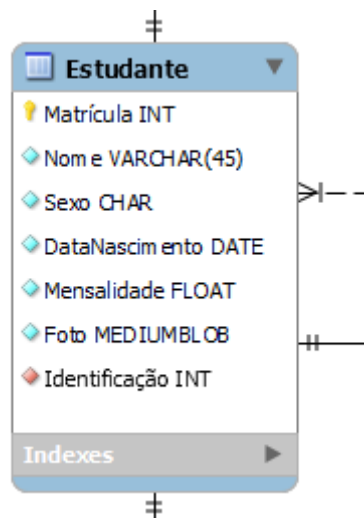 Estudante
Matrícula INT
Nome VARCHAR(45)
Sexo CHAR
DataNascimento DATE
Mensalidade FLOAT
Foto MEDIUMBLOB
Identificação INT
Indexes